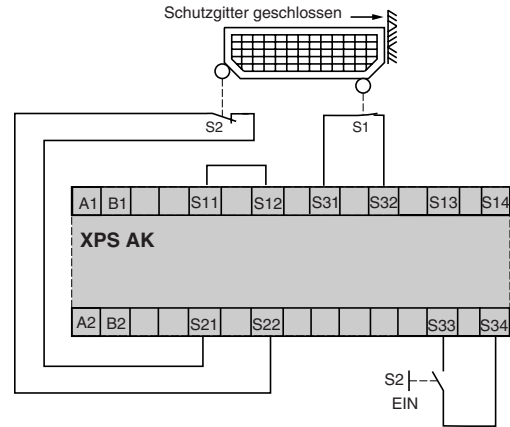 Schutzgitter geschlossen
S2
S1
A1 B1 S11 S12 S31 S32 S13 S14
XPS AK
A2 B2 S21 S22 S33 S34
S2
EIN